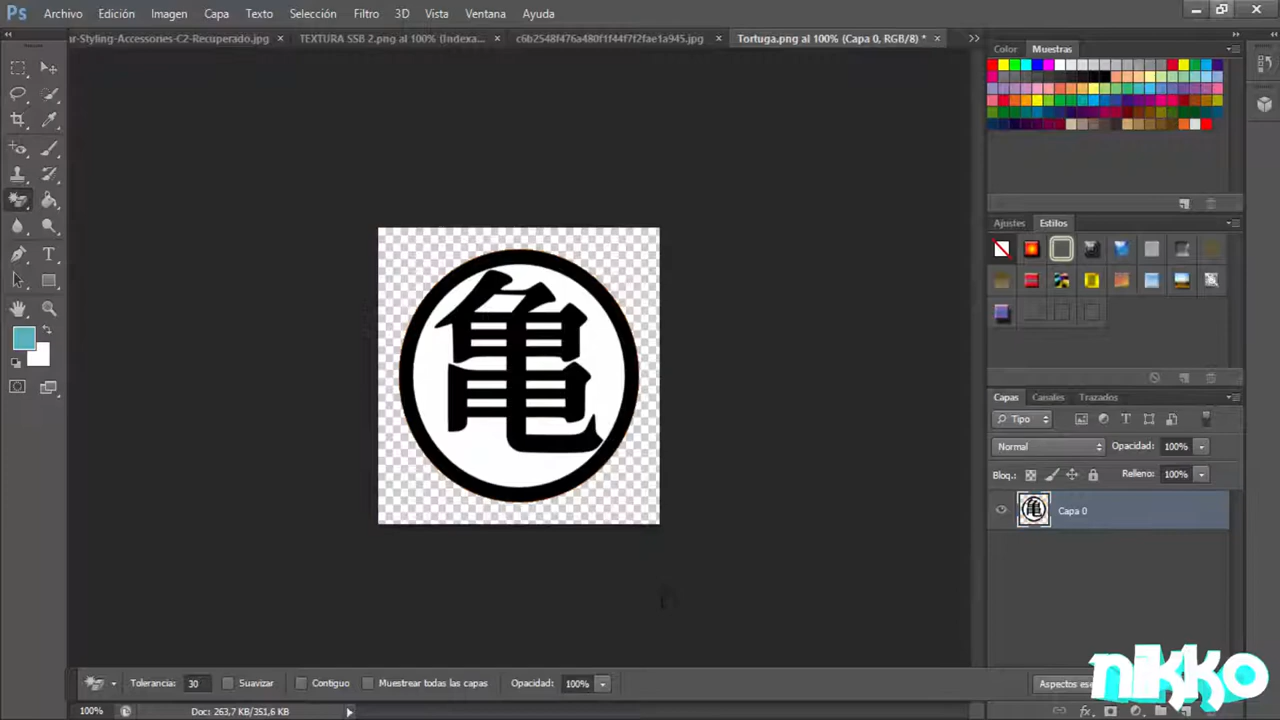 Ps Archivo Edición Imagen Capa Texto Selección Filtro 3D Vista Ventana Ayuda
ur-Styling-Accessories-C2-Recuperado.jpg × TEXTURA SSB 2.png al 100% (Indexa... × c6b2548f476a480f1f44f7f2fae1a945.jpg × Tortuga.png al 100% (Capa 0, RGB/8) * ×
Color Muestras
Ajustes Estilos
亀
Capas Canales Trazados
Tipo
Normal Opacidad: 100%
Bloq.: Relleno: 100%
Capa 0
Tolerancia: 30 Suavizar Contiguo Muestrear todas las capas Opacidad: 100%
Aspectos
nikko
100% Doc: 263,7 KB/351,6 KB